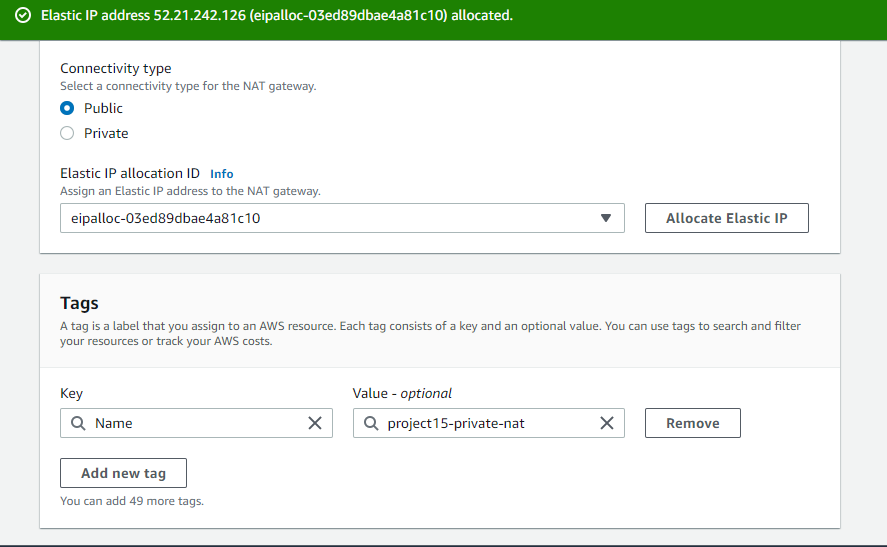 Elastic IP address 52.21.242.126 (eipalloc-03ed89dbae4a81c10) allocated.
Connectivity type
Select a connectivity type for the NAT gateway.
Public
Private
Elastic IP allocation ID Info
Assign an Elastic IP address to the NAT gateway.
eipalloc-03ed89dbae4a81c10 Allocate Elastic IP
Tags
A tag is a label that you assign to an AWS resource. Each tag consists of a key and an optional value. You can use tags to search and filter
your resources or track your AWS costs.
Key Value - optional
Name project15-private-nat Remove
Add new tag
You can add 49 more tags.